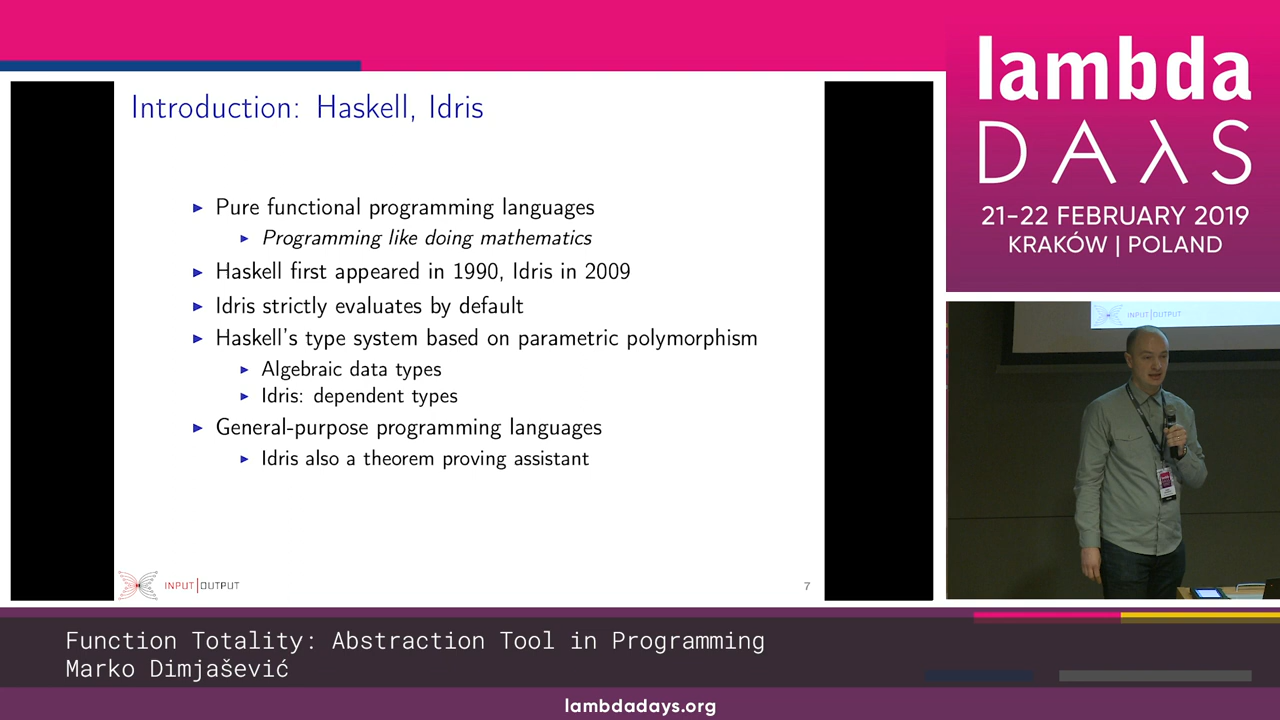 Introduction: Haskell, Idris
▶ Pure functional programming languages
▶ Programming like doing mathematics
▶ Haskell first appeared in 1990, Idris in 2009
▶ Idris strictly evaluates by default
▶ Haskell's type system based on parametric polymorphism
▶ Algebraic data types
▶ Idris: dependent types
▶ General-purpose programming languages
▶ Idris also a theorem proving assistant
INPUT|OUTPUT
7
lambda
DAλS
21–22 FEBRUARY 2019
KRAKÓW | POLAND
INPUT|OUTPUT
Function Totality: Abstraction Tool in Programming
Marko Dimjašević
lambdadays.org